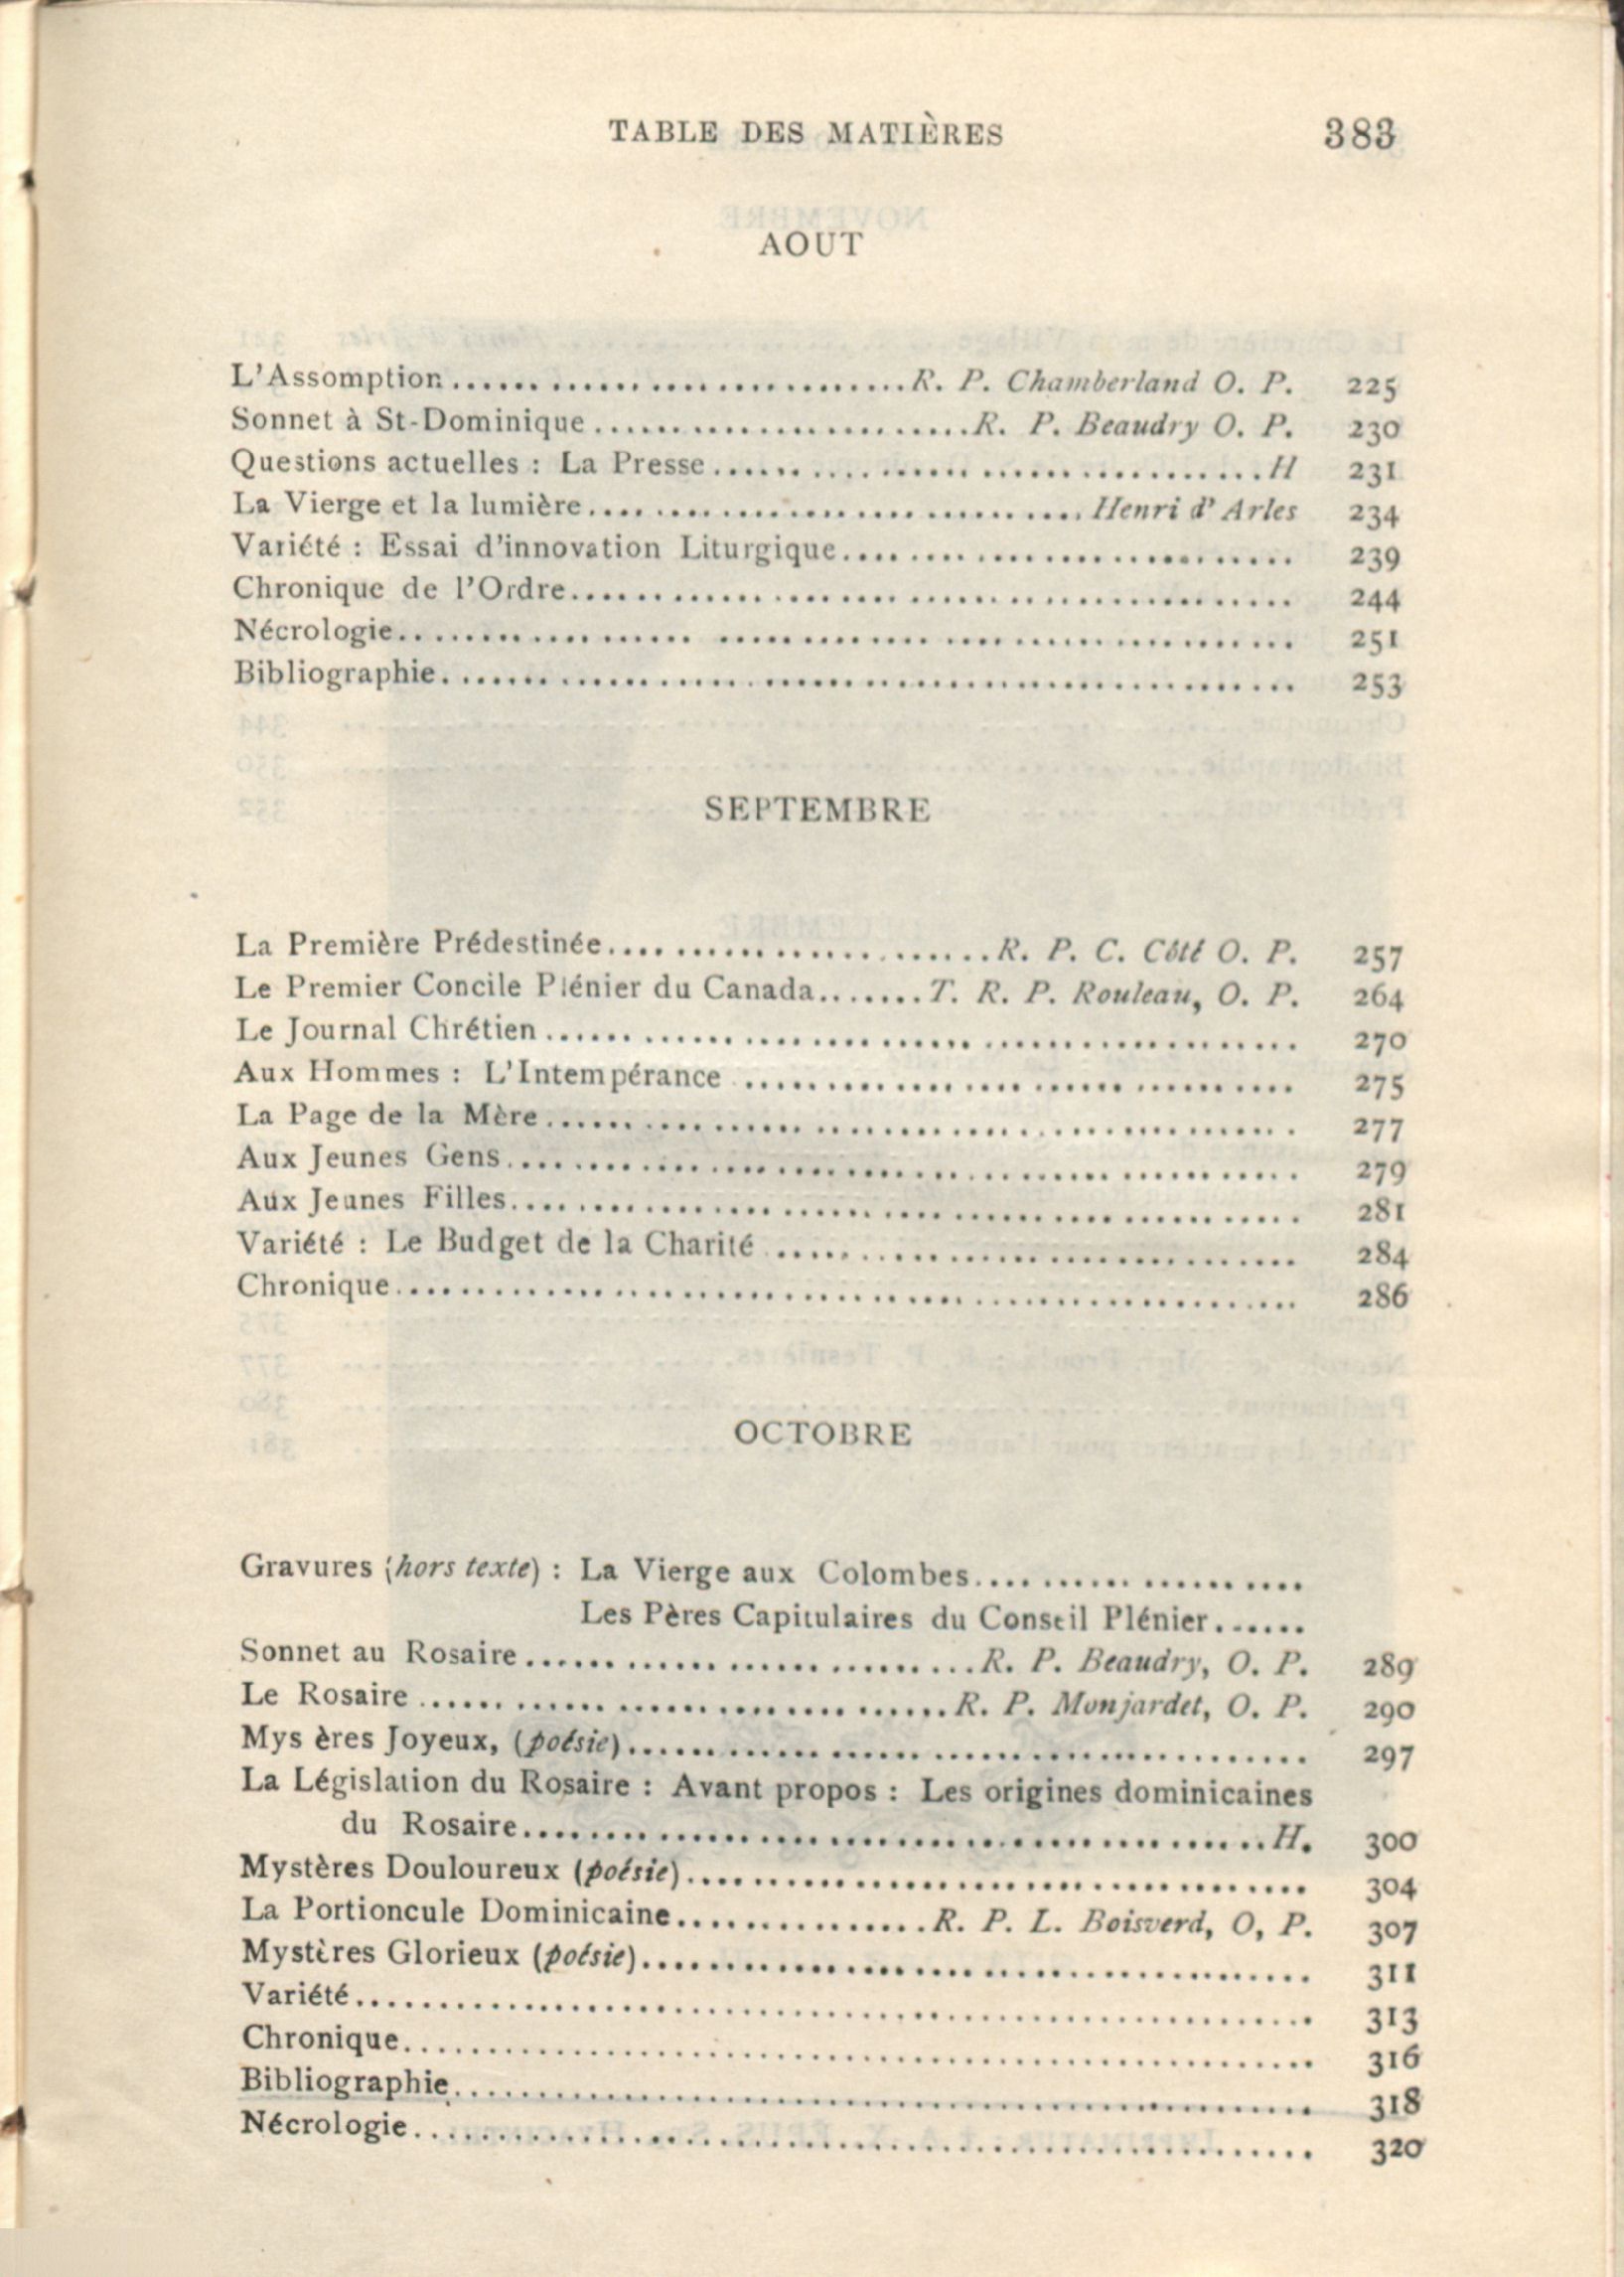 TABLE DES MATIÈRES 383
AOUT
L'Assomption........................................R. P. Chamberland O. P. 225
Sonnet à St-Dominique.................................R. P. Beaudry O. P. 230
Questions actuelles : La Presse..............................................H 231
La Vierge et la lumière........................................Henri d'Arles 234
Variété : Essai d'innovation Liturgique..................................... 239
Chronique de l'Ordre........................................................ 244
Nécrologie.................................................................. 251
Bibliographie............................................................... 253
SEPTEMBRE
La Première Prédestinée................................R. P. C. Côté O. P. 257
Le Premier Concile Plénier du Canada........T. R. P. Rouleau, O. P. 264
Le Journal Chrétien......................................................... 270
Aux Hommes : L'Intempérance ................................................ 275
La Page de la Mère.......................................................... 277
Aux Jeunes Gens............................................................. 279
Aux Jeunes Filles........................................................... 281
Variété : Le Budget de la Charité .......................................... 284
Chronique................................................................... 286
OCTOBRE
Gravures (hors texte) : La Vierge aux Colombes.........................
Les Pères Capitulaires du Conseil Plénier.......
Sonnet au Rosaire......................................R. P. Beaudry, O. P. 289
Le Rosaire..........................................R. P. Monjardet, O. P. 290
Mys ères Joyeux, (poésie)................................................... 297
La Législation du Rosaire : Avant propos : Les origines dominicaines
du Rosaire.............................................................H. 300
Mystères Douloureux (poésie)................................................ 304
La Portioncule Dominicaine................R. P. L. Boisverd, O, P. 307
Mystères Glorieux (poésie).................................................. 311
Variété..................................................................... 313
Chronique................................................................... 316
Bibliographie............................................................... 318
Nécrologie.................................................................. 320